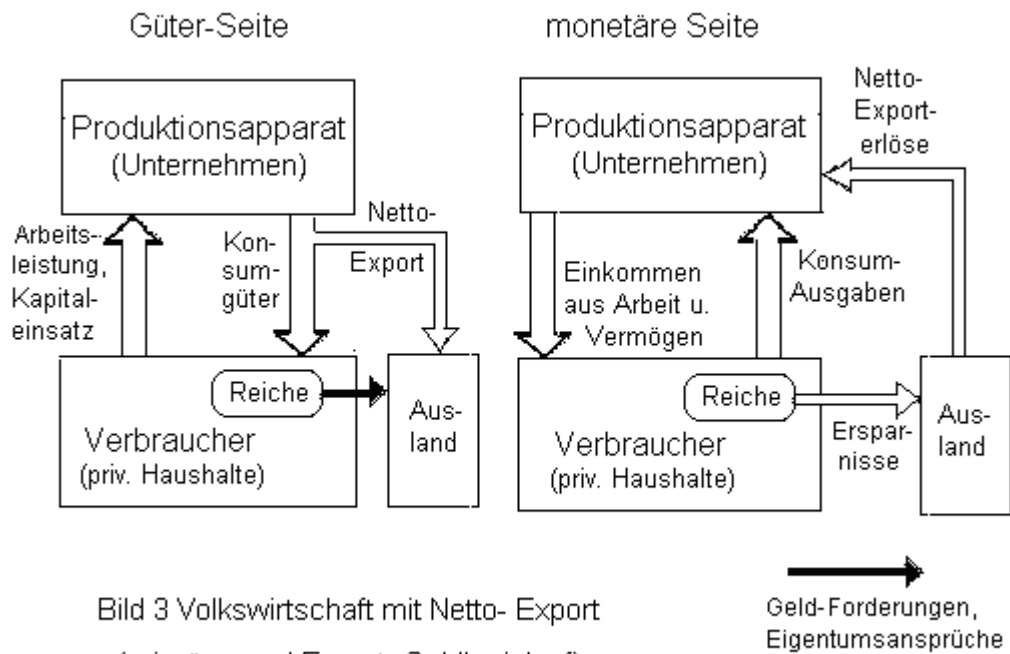 Güter-Seite
Produktionsapparat
(Unternehmen)
Arbeits-
leistung,
Kapital-
einsatz
Kon-
sum-
güter
Netto-
Export
Reiche
Verbraucher
(priv. Haushalte)
Aus-
land
monetäre Seite
Produktionsapparat
(Unternehmen)
Netto-
Export-
erlöse
Einkommen
aus Arbeit u.
Vermögen
Konsum-
Ausgaben
Reiche
Verbraucher
(priv. Haushalte)
Erspar-
nisse
Aus-
land
Bild 3 Volkswirtschaft mit Netto- Export
Geld-Forderungen,
Eigentumsansprüche